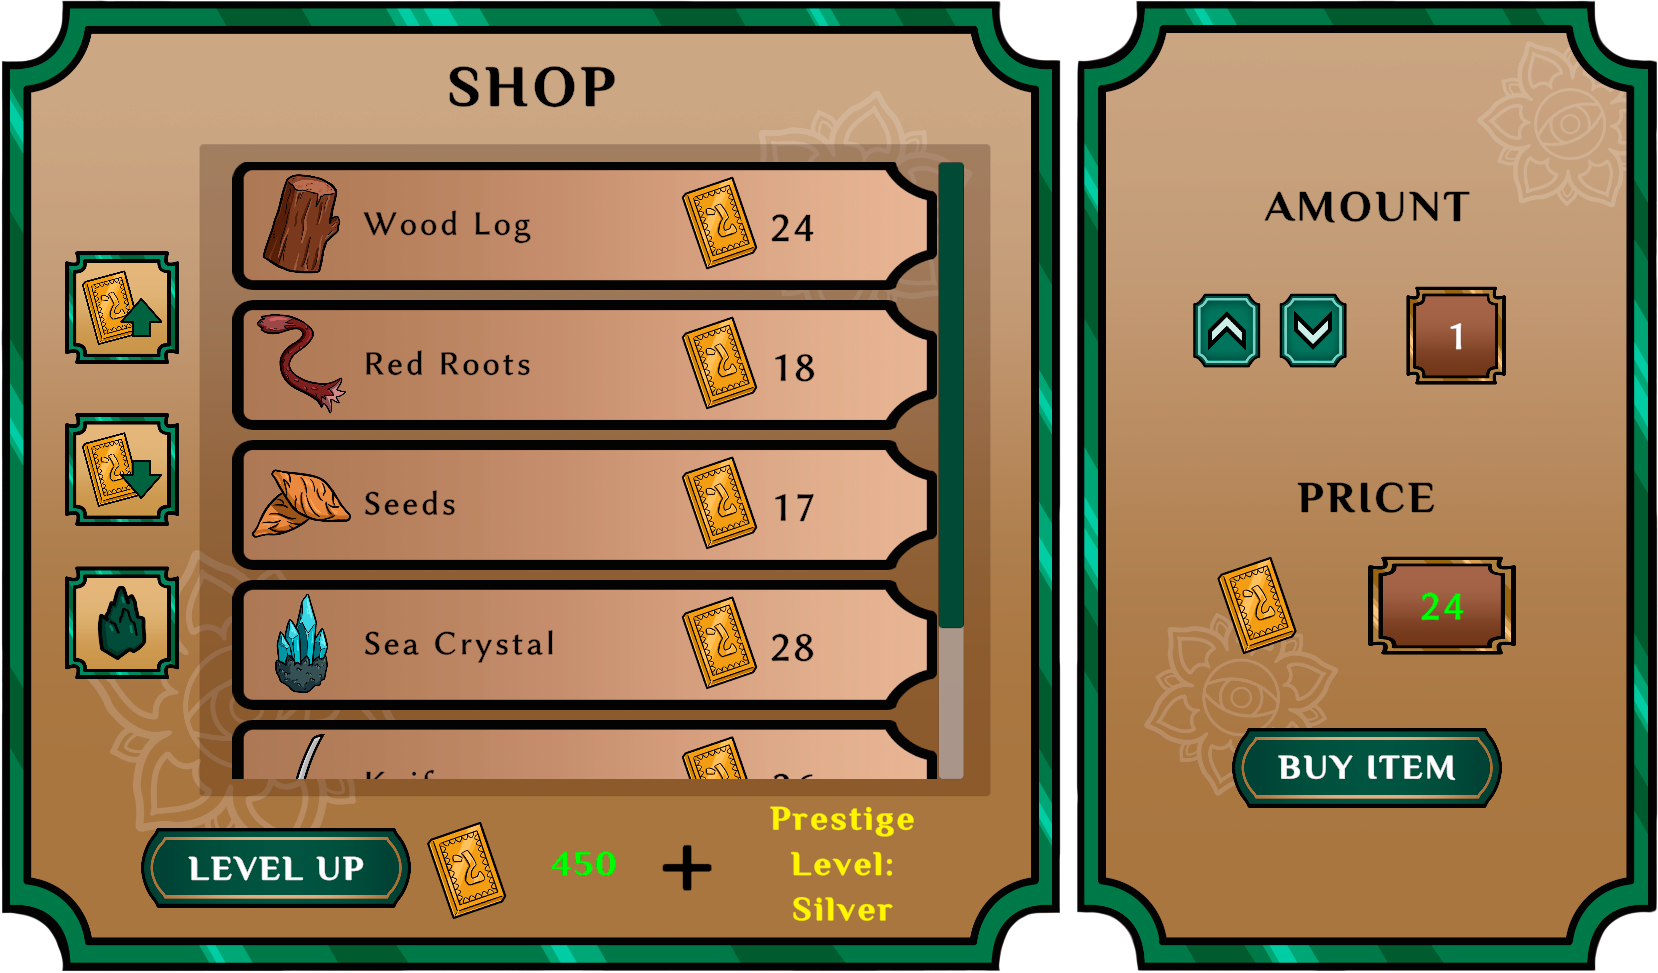 SHOP
Wood Log 24
Red Roots 18
Seeds 17
Sea Crystal 28
LEVEL UP 450 +
Prestige
Level:
Silver
AMOUNT
1
PRICE
24
BUY ITEM